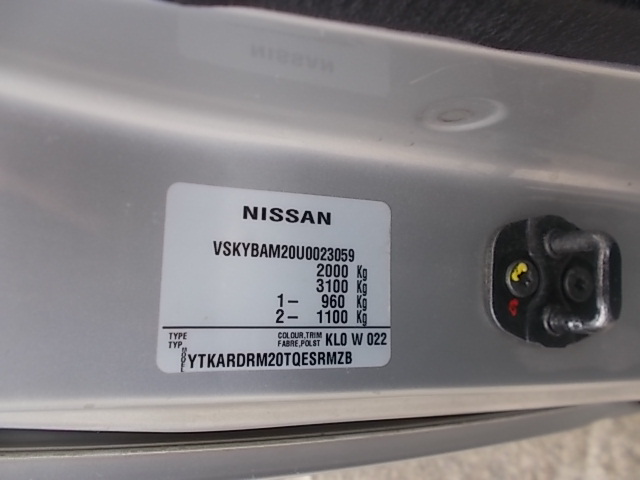 NISSAN
VSKYBAM20U0023059
2000 Kg
3100 Kg
1– 960 Kg
2– 1100 Kg
TYPE
TYP
COLOUR,TRIM
FABRE,POLST
KL0 W 022
MODEL
YTKARDRM20TQESRMZB